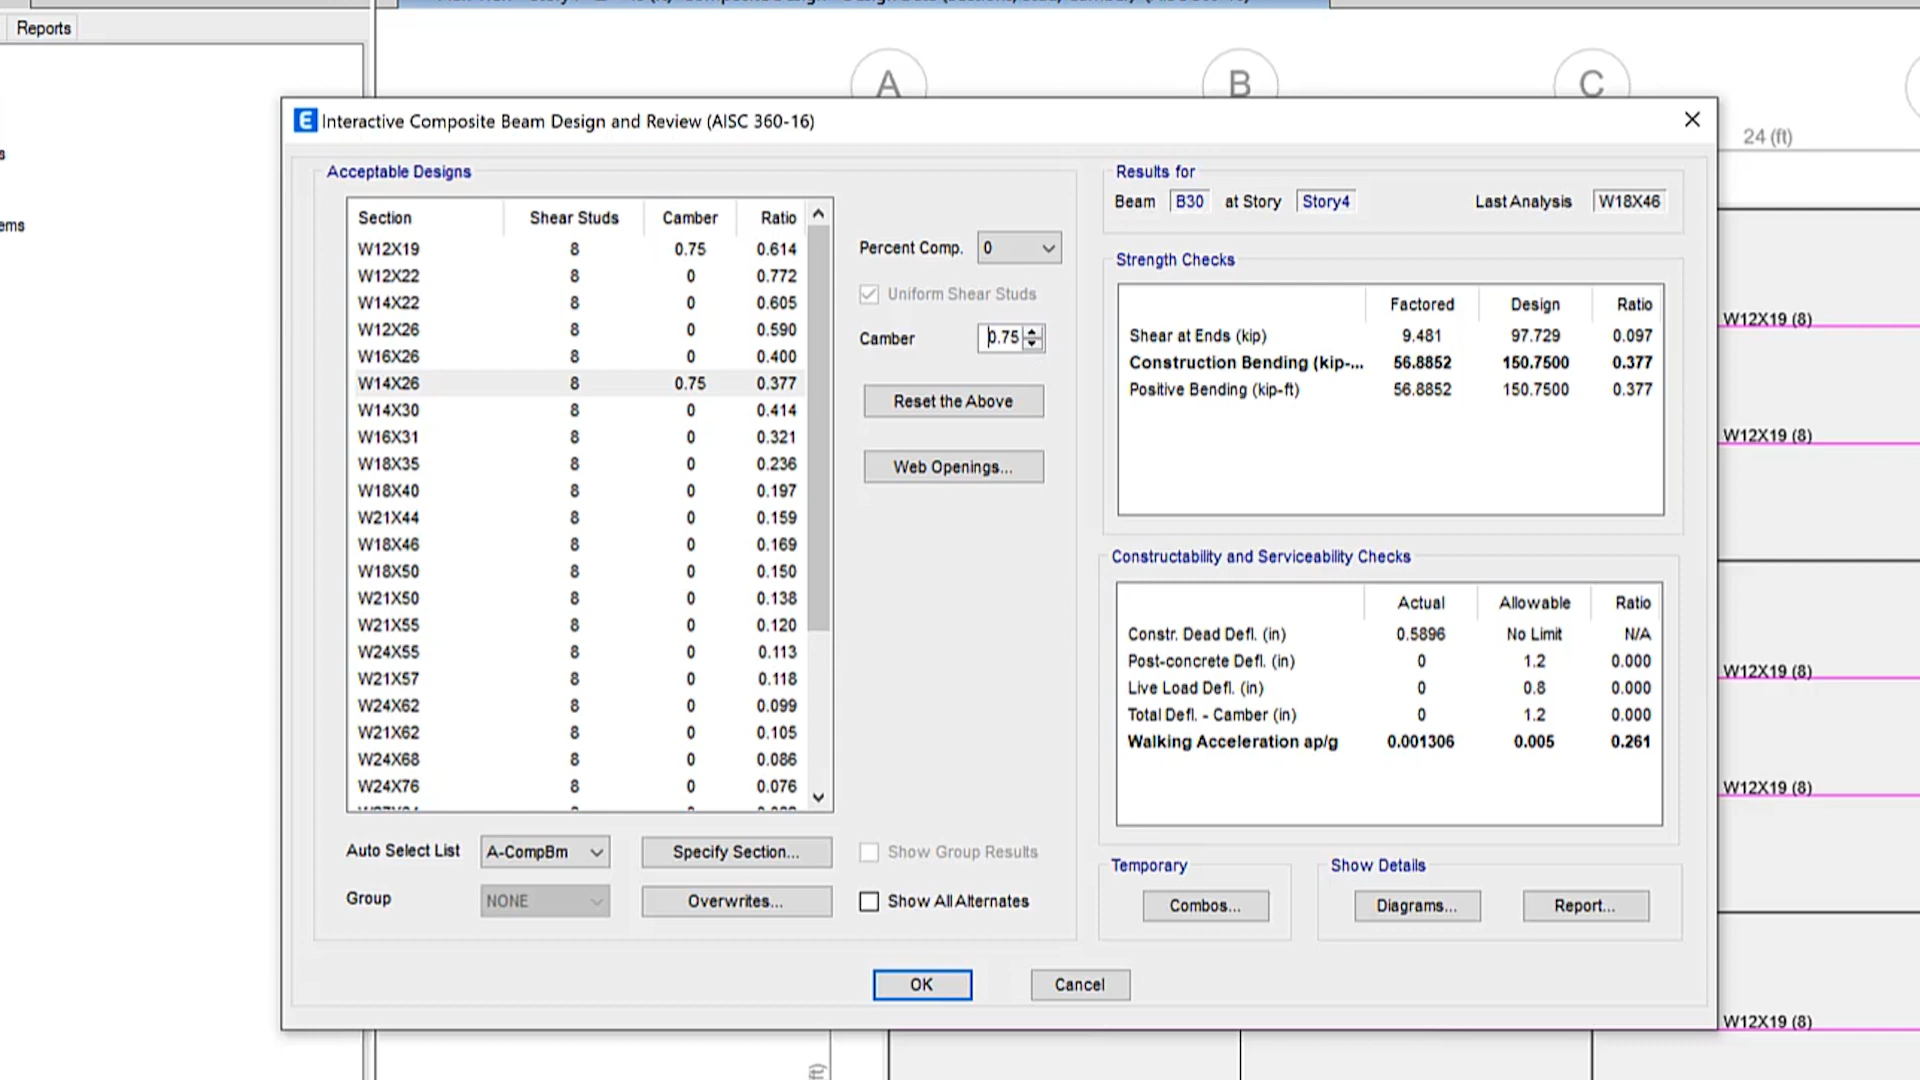 Reports
A
B
C
24 (ft)
ems
Interactive Composite Beam Design and Review (AISC 360-16)
Acceptable Designs
Section Shear Studs Camber Ratio
W12X19 8 0.75 0.614
W12X22 8 0 0.772
W14X22 8 0 0.605
W12X26 8 0 0.590
W16X26 8 0 0.400
W14X26 8 0.75 0.377
W14X30 8 0 0.414
W16X31 8 0 0.321
W18X35 8 0 0.236
W18X40 8 0 0.197
W21X44 8 0 0.159
W18X46 8 0 0.169
W18X50 8 0 0.150
W21X50 8 0 0.138
W21X55 8 0 0.120
W24X55 8 0 0.113
W21X57 8 0 0.118
W24X62 8 0 0.099
W21X62 8 0 0.105
W24X68 8 0 0.086
W24X76 8 0 0.076
Percent Comp. 0
Uniform Shear Studs
Camber 0.75
Reset the Above
Web Openings...
Auto Select List A-CompBm Specify Section...
Group NONE Overwrites...
Show Group Results
Show All Alternates
Results for
Beam B30 at Story Story4 Last Analysis W18X46
Strength Checks
Factored Design Ratio
Shear at Ends (kip) 9.481 97.729 0.097
Construction Bending (kip-... 56.8852 150.7500 0.377
Positive Bending (kip-ft) 56.8852 150.7500 0.377
Constructability and Serviceability Checks
Actual Allowable Ratio
Constr. Dead Defl. (in) 0.5896 No Limit N/A
Post-concrete Defl. (in) 0 1.2 0.000
Live Load Defl. (in) 0 0.8 0.000
Total Defl. - Camber (in) 0 1.2 0.000
Walking Acceleration ap/g 0.001306 0.005 0.261
Temporary
Combos...
Show Details
Diagrams... Report...
OK Cancel
W12X19 (8)
W12X19 (8)
W12X19 (8)
W12X19 (8)
W12X19 (8)
ft)